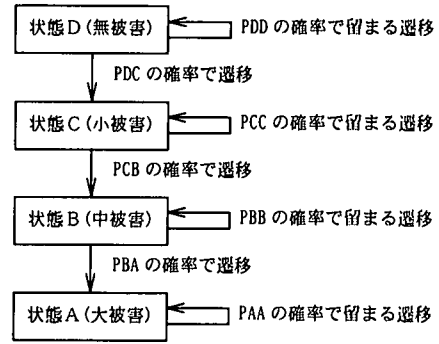 状態D(無被害)
PDDの確率で留まる遷移
PDCの確率で遷移
状態C(小被害)
PCCの確率で留まる遷移
PCBの確率で遷移
状態B(中被害)
PBBの確率で留まる遷移
PBAの確率で遷移
状態A(大被害)
PAAの確率で留まる遷移